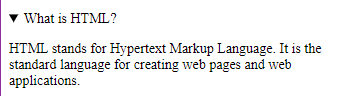 ▼ What is HTML?
HTML stands for Hypertext Markup Language. It is the
standard language for creating web pages and web
applications.